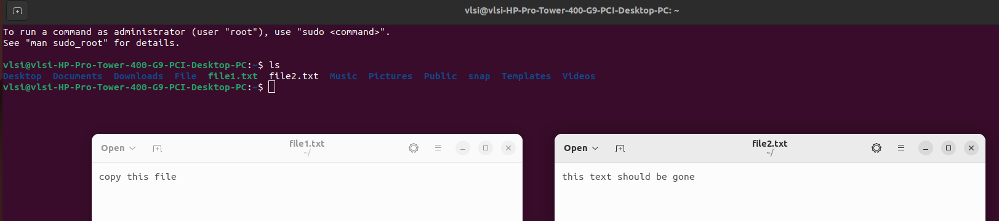 vlsi@vlsi-HP-Pro-Tower-400-G9-PCI-Desktop-PC: ~
To run a command as administrator (user "root"), use "sudo <command>".
See "man sudo_root" for details.
vlsi@vlsi-HP-Pro-Tower-400-G9-PCI-Desktop-PC:~$ ls
Desktop  Documents  Downloads  File  file1.txt  file2.txt  Music  Pictures  Public  snap  Templates  Videos
vlsi@vlsi-HP-Pro-Tower-400-G9-PCI-Desktop-PC:~$
Open file1.txt
~/
copy this file
Open file2.txt
~/
this text should be gone